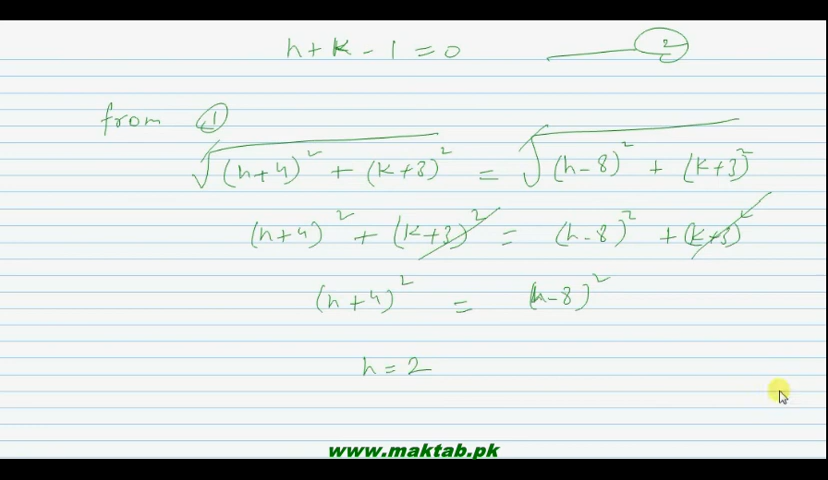 h + k - 1 = 0 ②
from ①
√(h+4)² + (k+3)² = √(h-8)² + (k+3)²
(h+4)² + (k+3)² = (h-8)² + (k+3)²
(h+4)² = (h-8)²
h = 2
www.maktab.pk